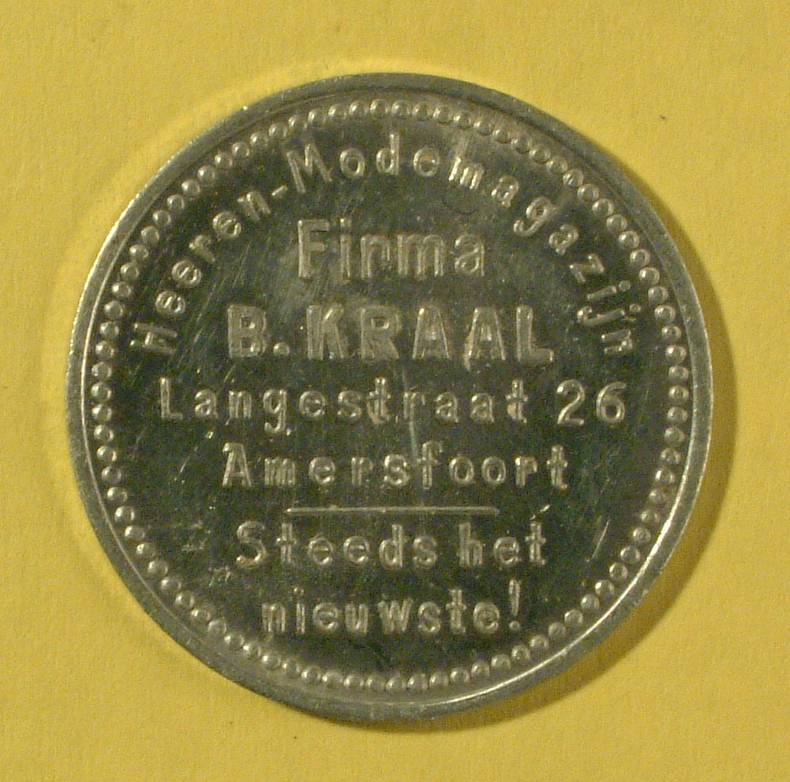 Heeren-Modemagazijn
Firma
B. KRAAL
Langestraat 26
Amersfoort
Steeds het
nieuwste!